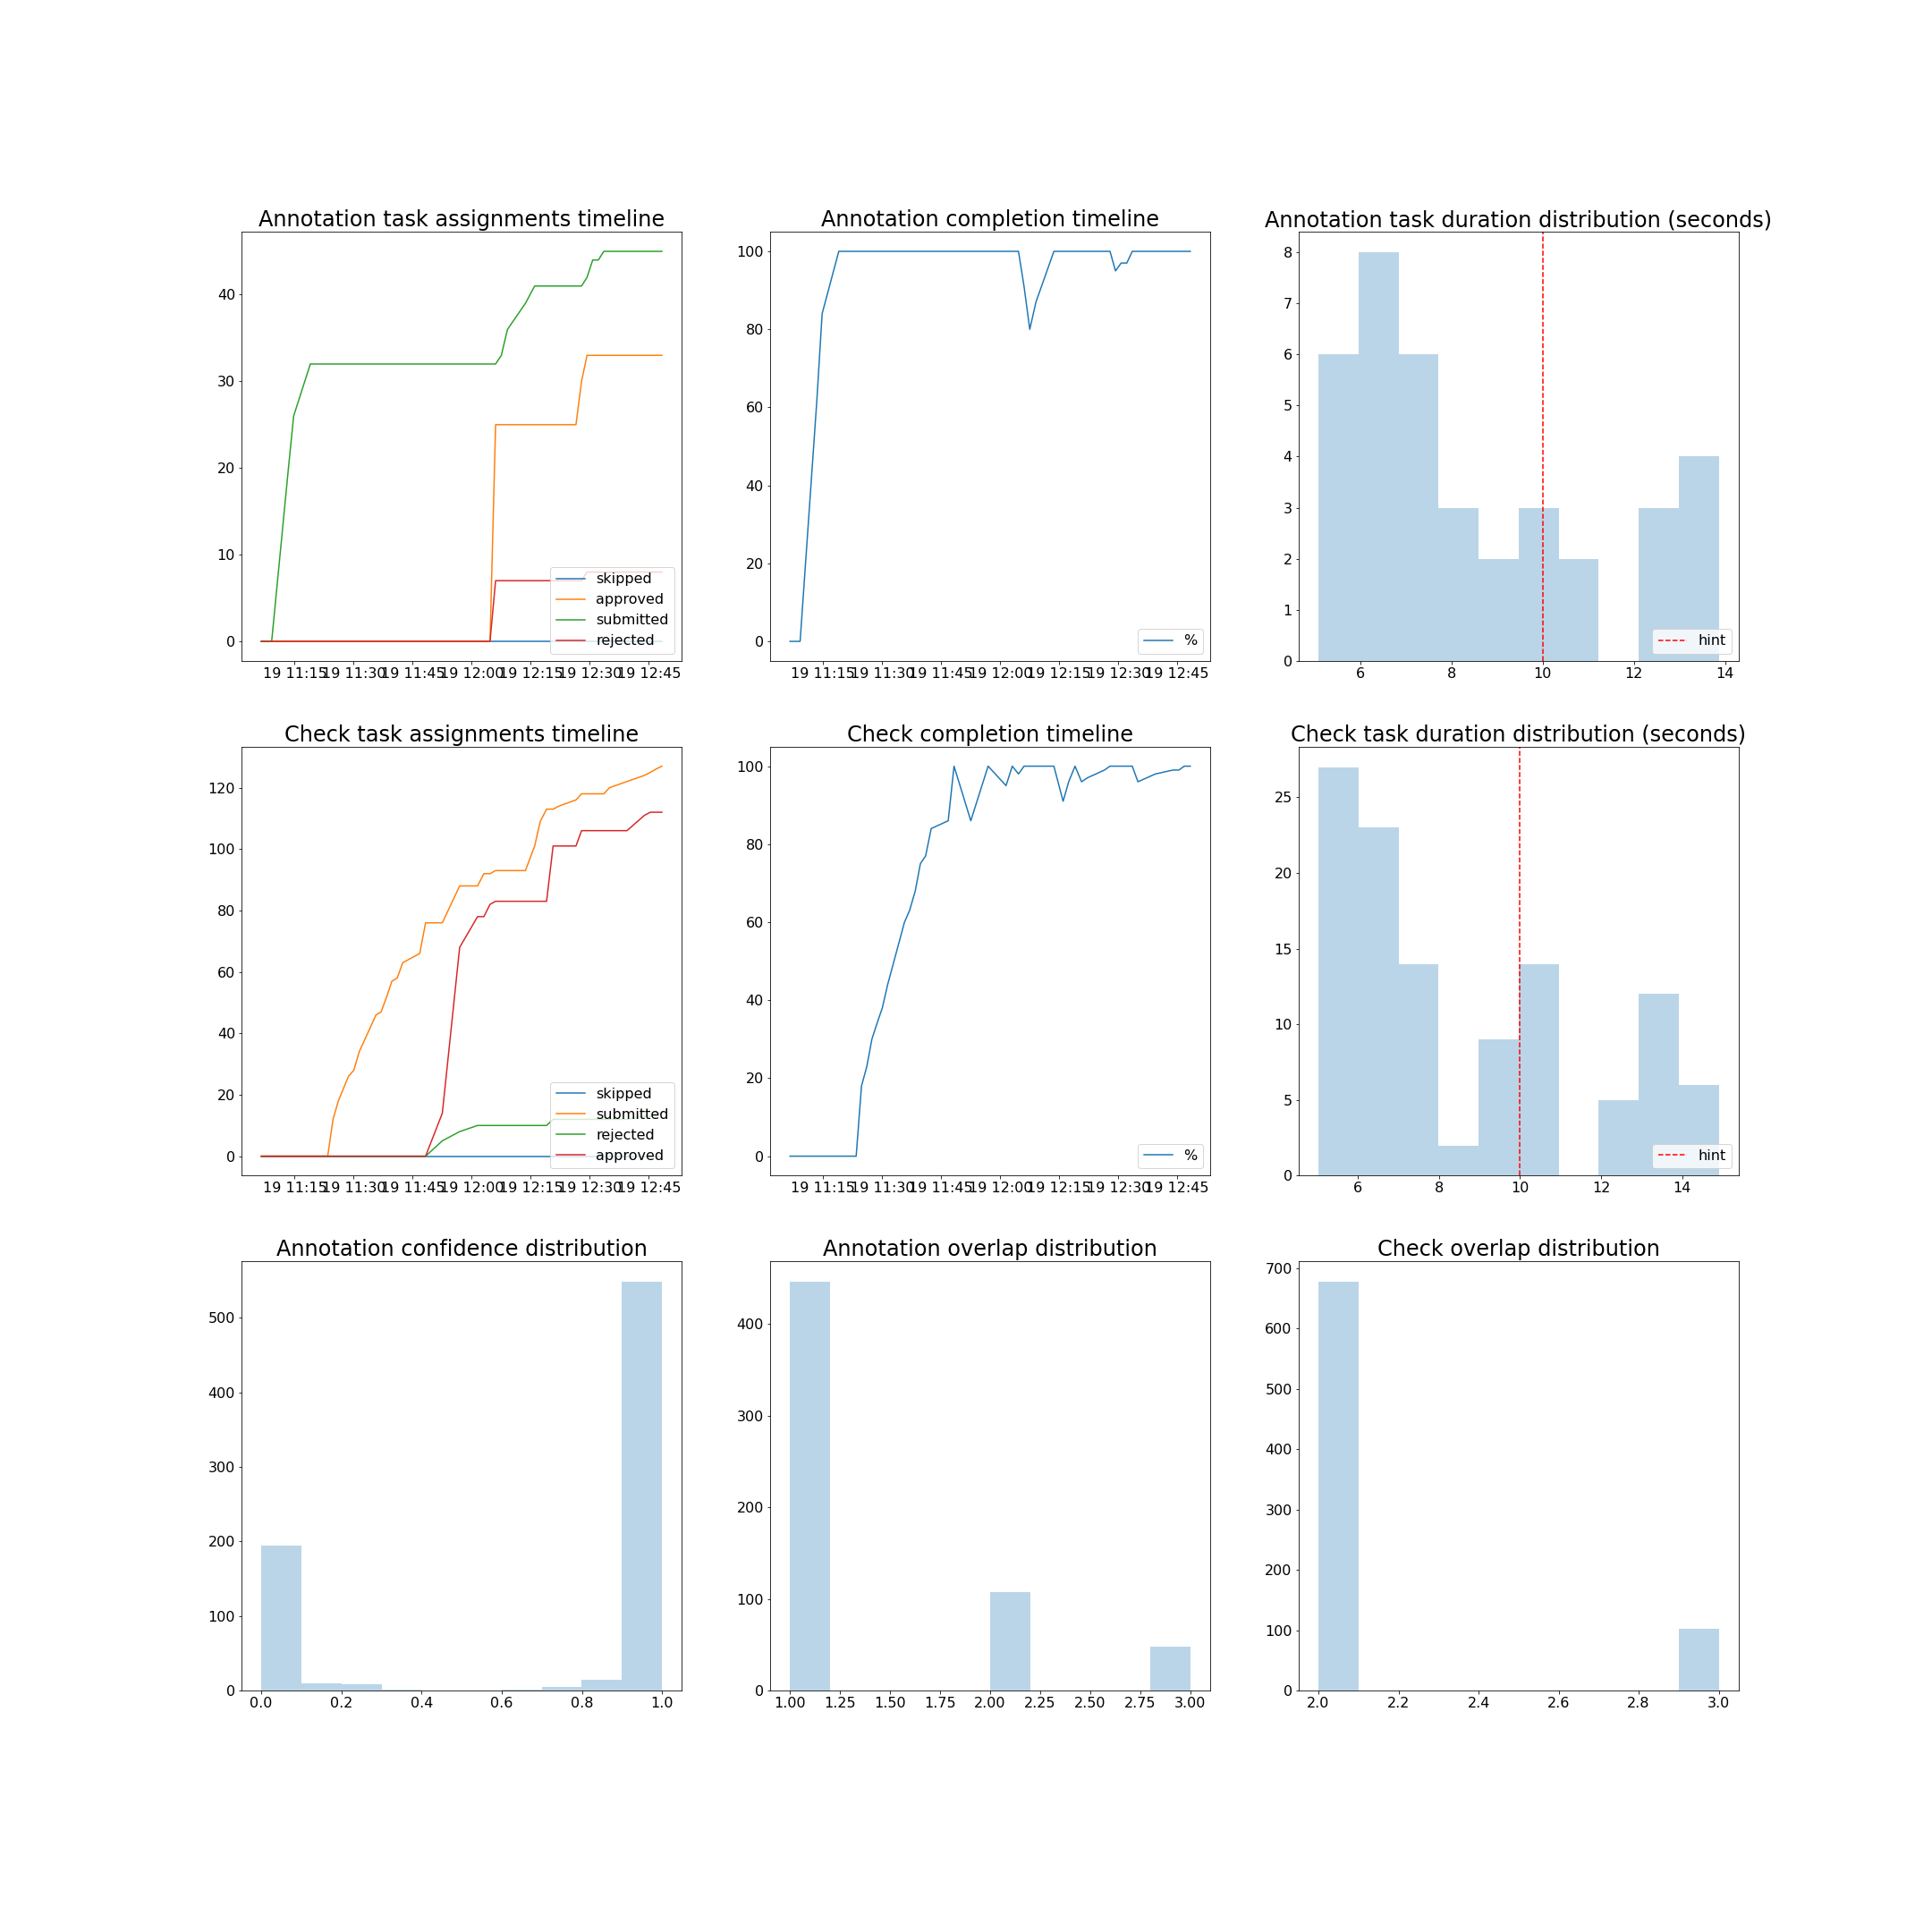 Annotation task assignments timeline
40
30
20
10
0
skipped
approved
submitted
rejected
19 11:15 19 11:30 19 11:45 19 12:00 19 12:15 19 12:30 19 12:45
Annotation completion timeline
100
80
60
40
20
0
%
19 11:15 19 11:30 19 11:45 19 12:00 19 12:15 19 12:30 19 12:45
Annotation task duration distribution (seconds)
8
7
6
5
4
3
2
1
0
hint
6 8 10 12 14
Check task assignments timeline
120
100
80
60
40
20
0
skipped
submitted
rejected
approved
19 11:15 19 11:30 19 11:45 19 12:00 19 12:15 19 12:30 19 12:45
Check completion timeline
100
80
60
40
20
0
%
19 11:15 19 11:30 19 11:45 19 12:00 19 12:15 19 12:30 19 12:45
Check task duration distribution (seconds)
25
20
15
10
5
0
hint
6 8 10 12 14
Annotation confidence distribution
500
400
300
200
100
0
0.0 0.2 0.4 0.6 0.8 1.0
Annotation overlap distribution
400
300
200
100
0
1.00 1.25 1.50 1.75 2.00 2.25 2.50 2.75 3.00
Check overlap distribution
700
600
500
400
300
200
100
0
2.0 2.2 2.4 2.6 2.8 3.0